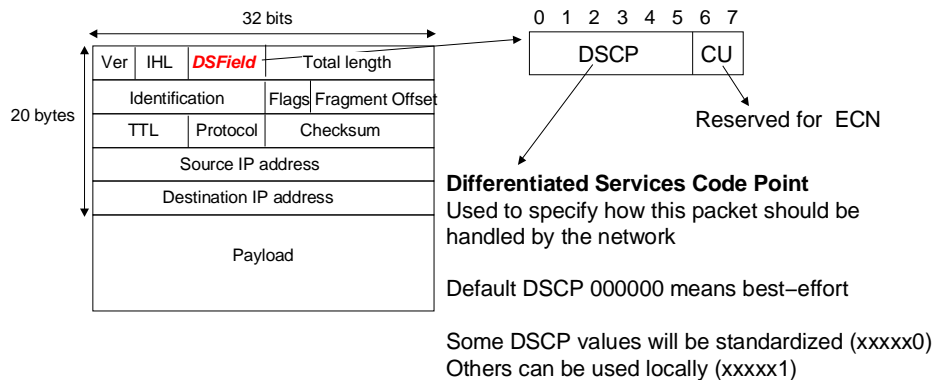 32 bits
0 1 2 3 4 5 6 7
Ver IHL DSField Total length
DSCP CU
Identification Flags Fragment Offset
20 bytes
TTL Protocol Checksum
Reserved for ECN
Source IP address
Destination IP address
Payload
Differentiated Services Code Point
Used to specify how this packet should be
handled by the network
Default DSCP 000000 means best−effort
Some DSCP values will be standardized (xxxxx0)
Others can be used locally (xxxxx1)